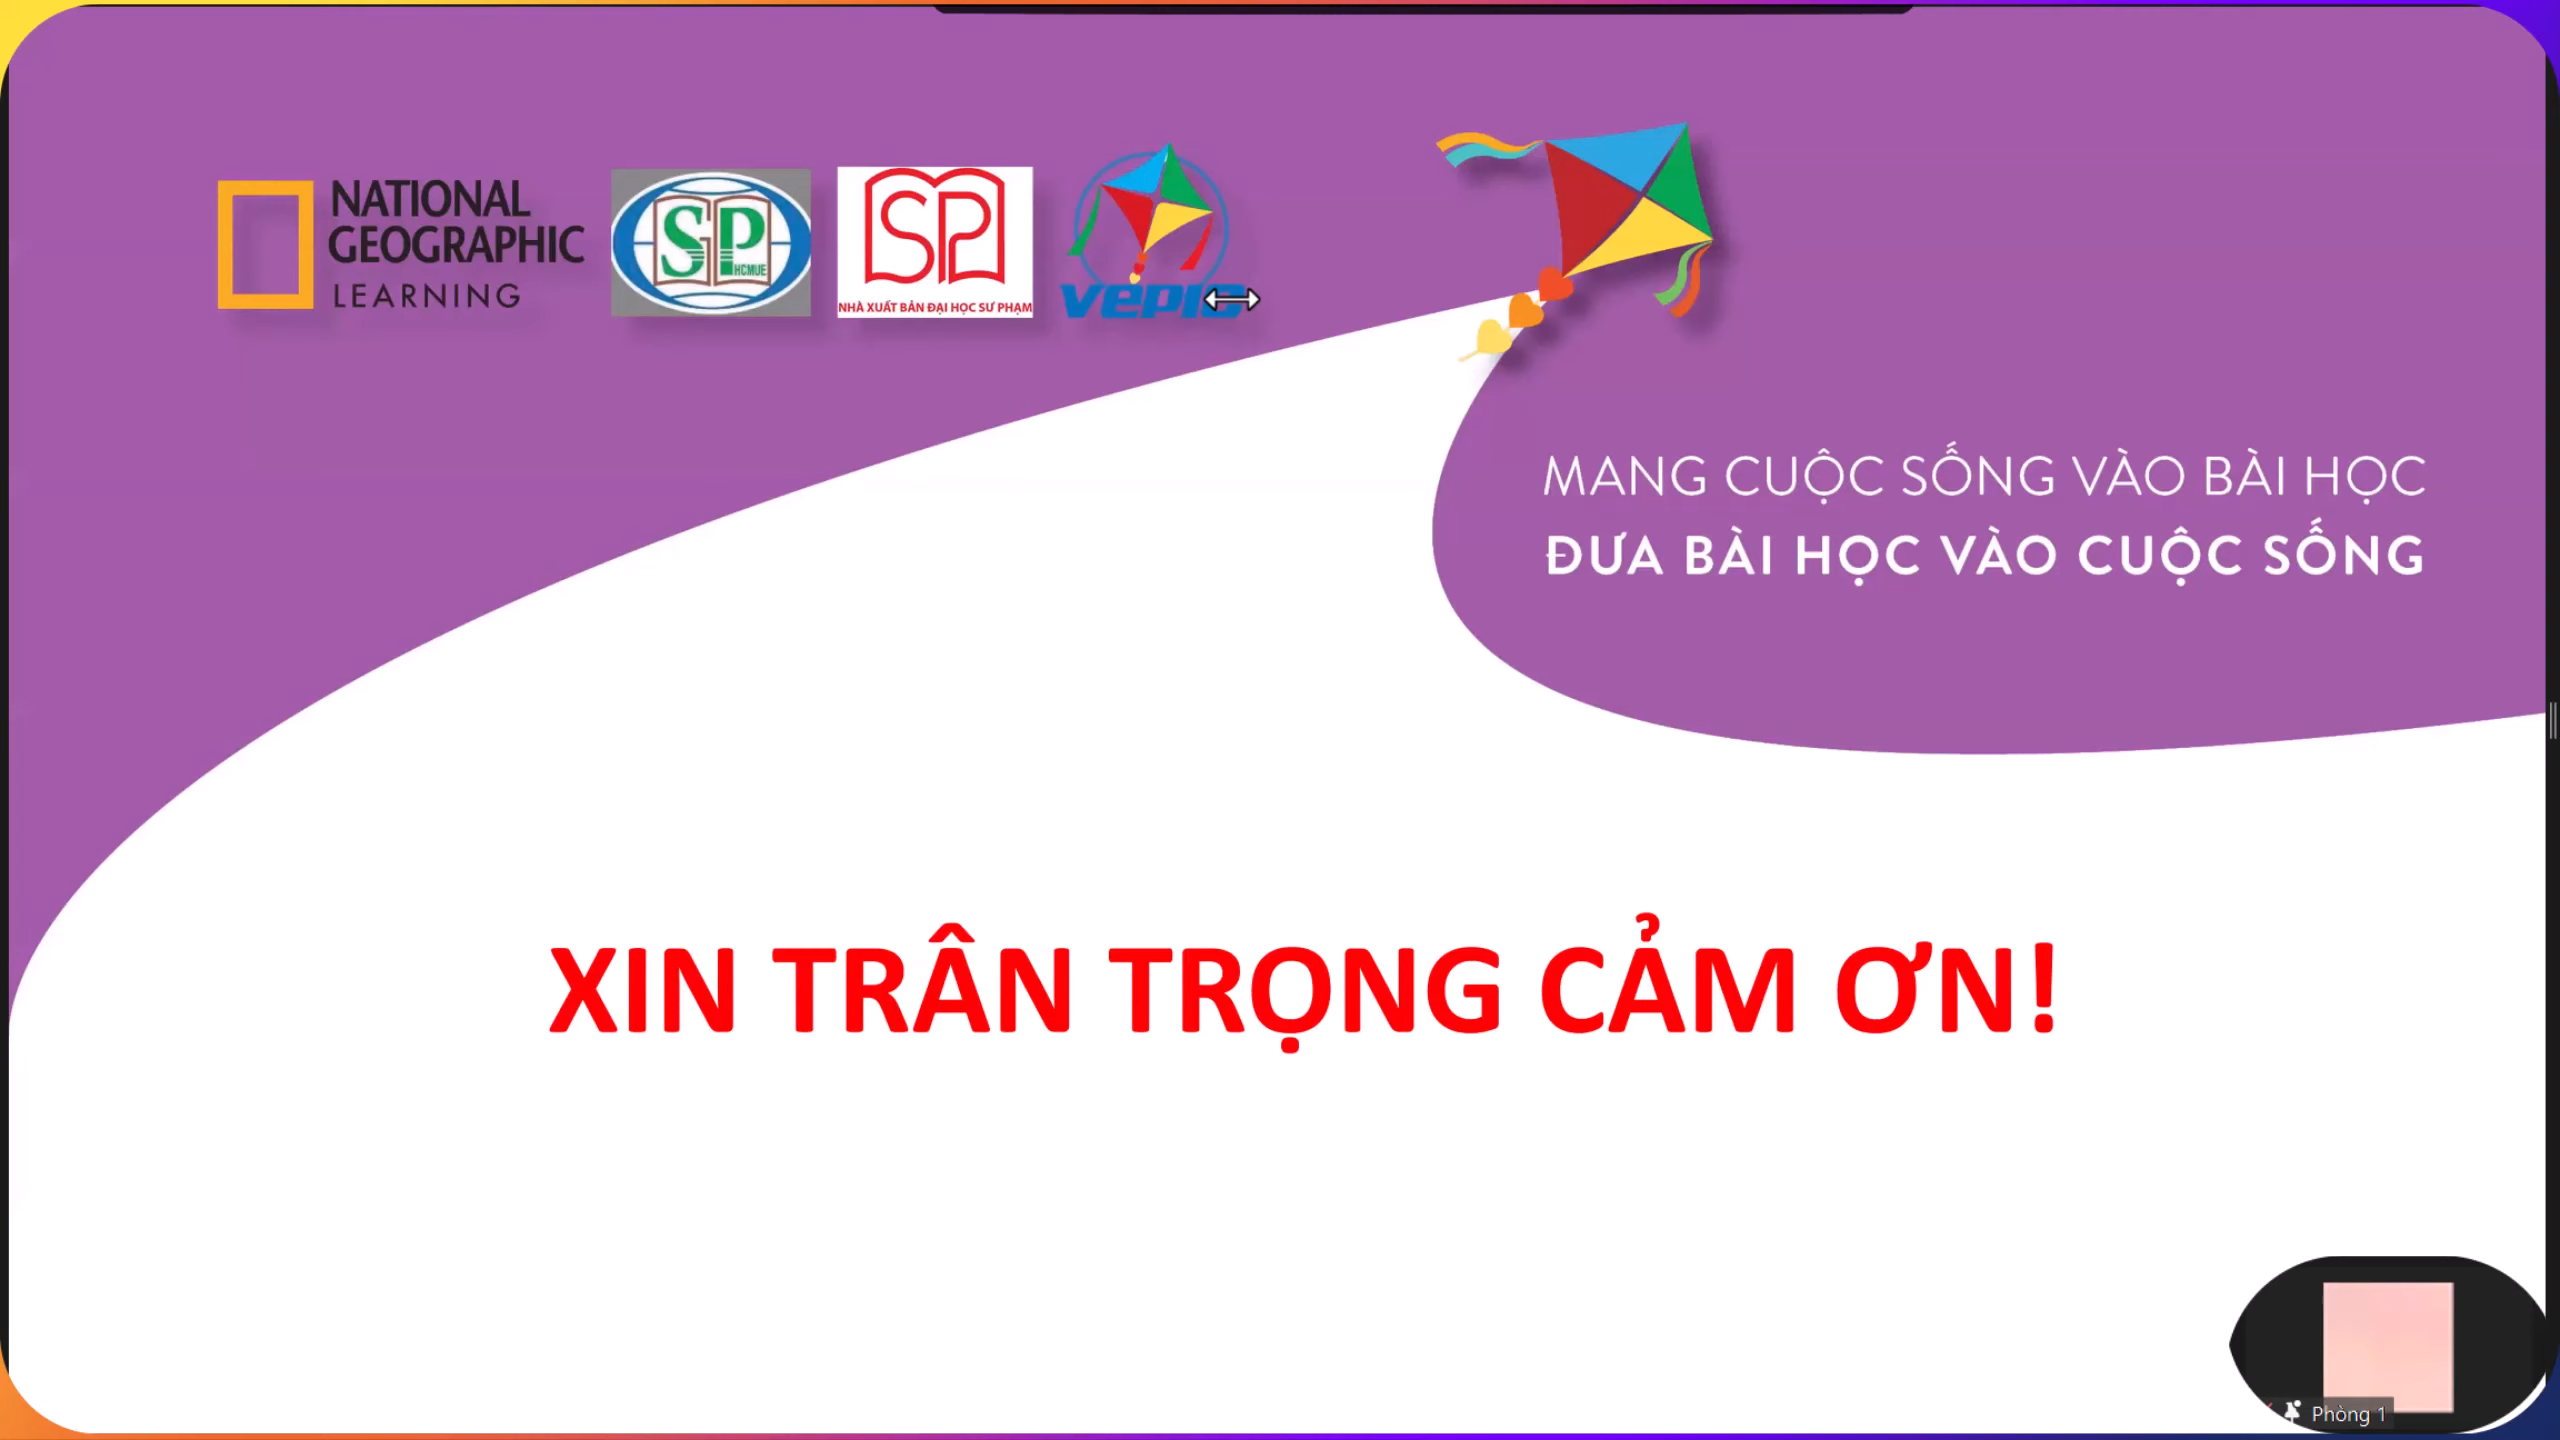 NATIONAL
GEOGRAPHIC
LEARNING
SP
HCMUE
SP
NHÀ XUẤT BẢN ĐẠI HỌC SƯ PHẠM
MANG CUỘC SỐNG VÀO BÀI HỌC
ĐƯA BÀI HỌC VÀO CUỘC SỐNG
XIN TRÂN TRỌNG CẢM ƠN!
Phòng 1